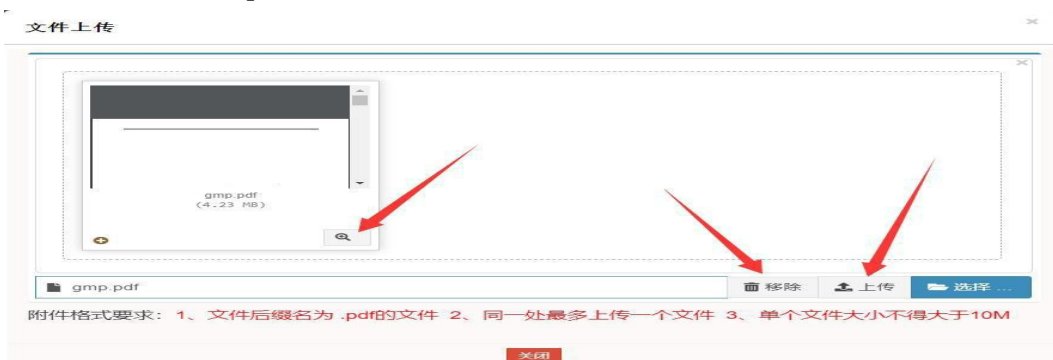 文件上传
gmp.pdf
(4.23 MB)
gmp.pdf
移除
上传
选择 ...
附件格式要求：1、文件后缀名为 .pdf的文件 2、同一处最多上传一个文件 3、单个文件大小不得大于10M
关闭